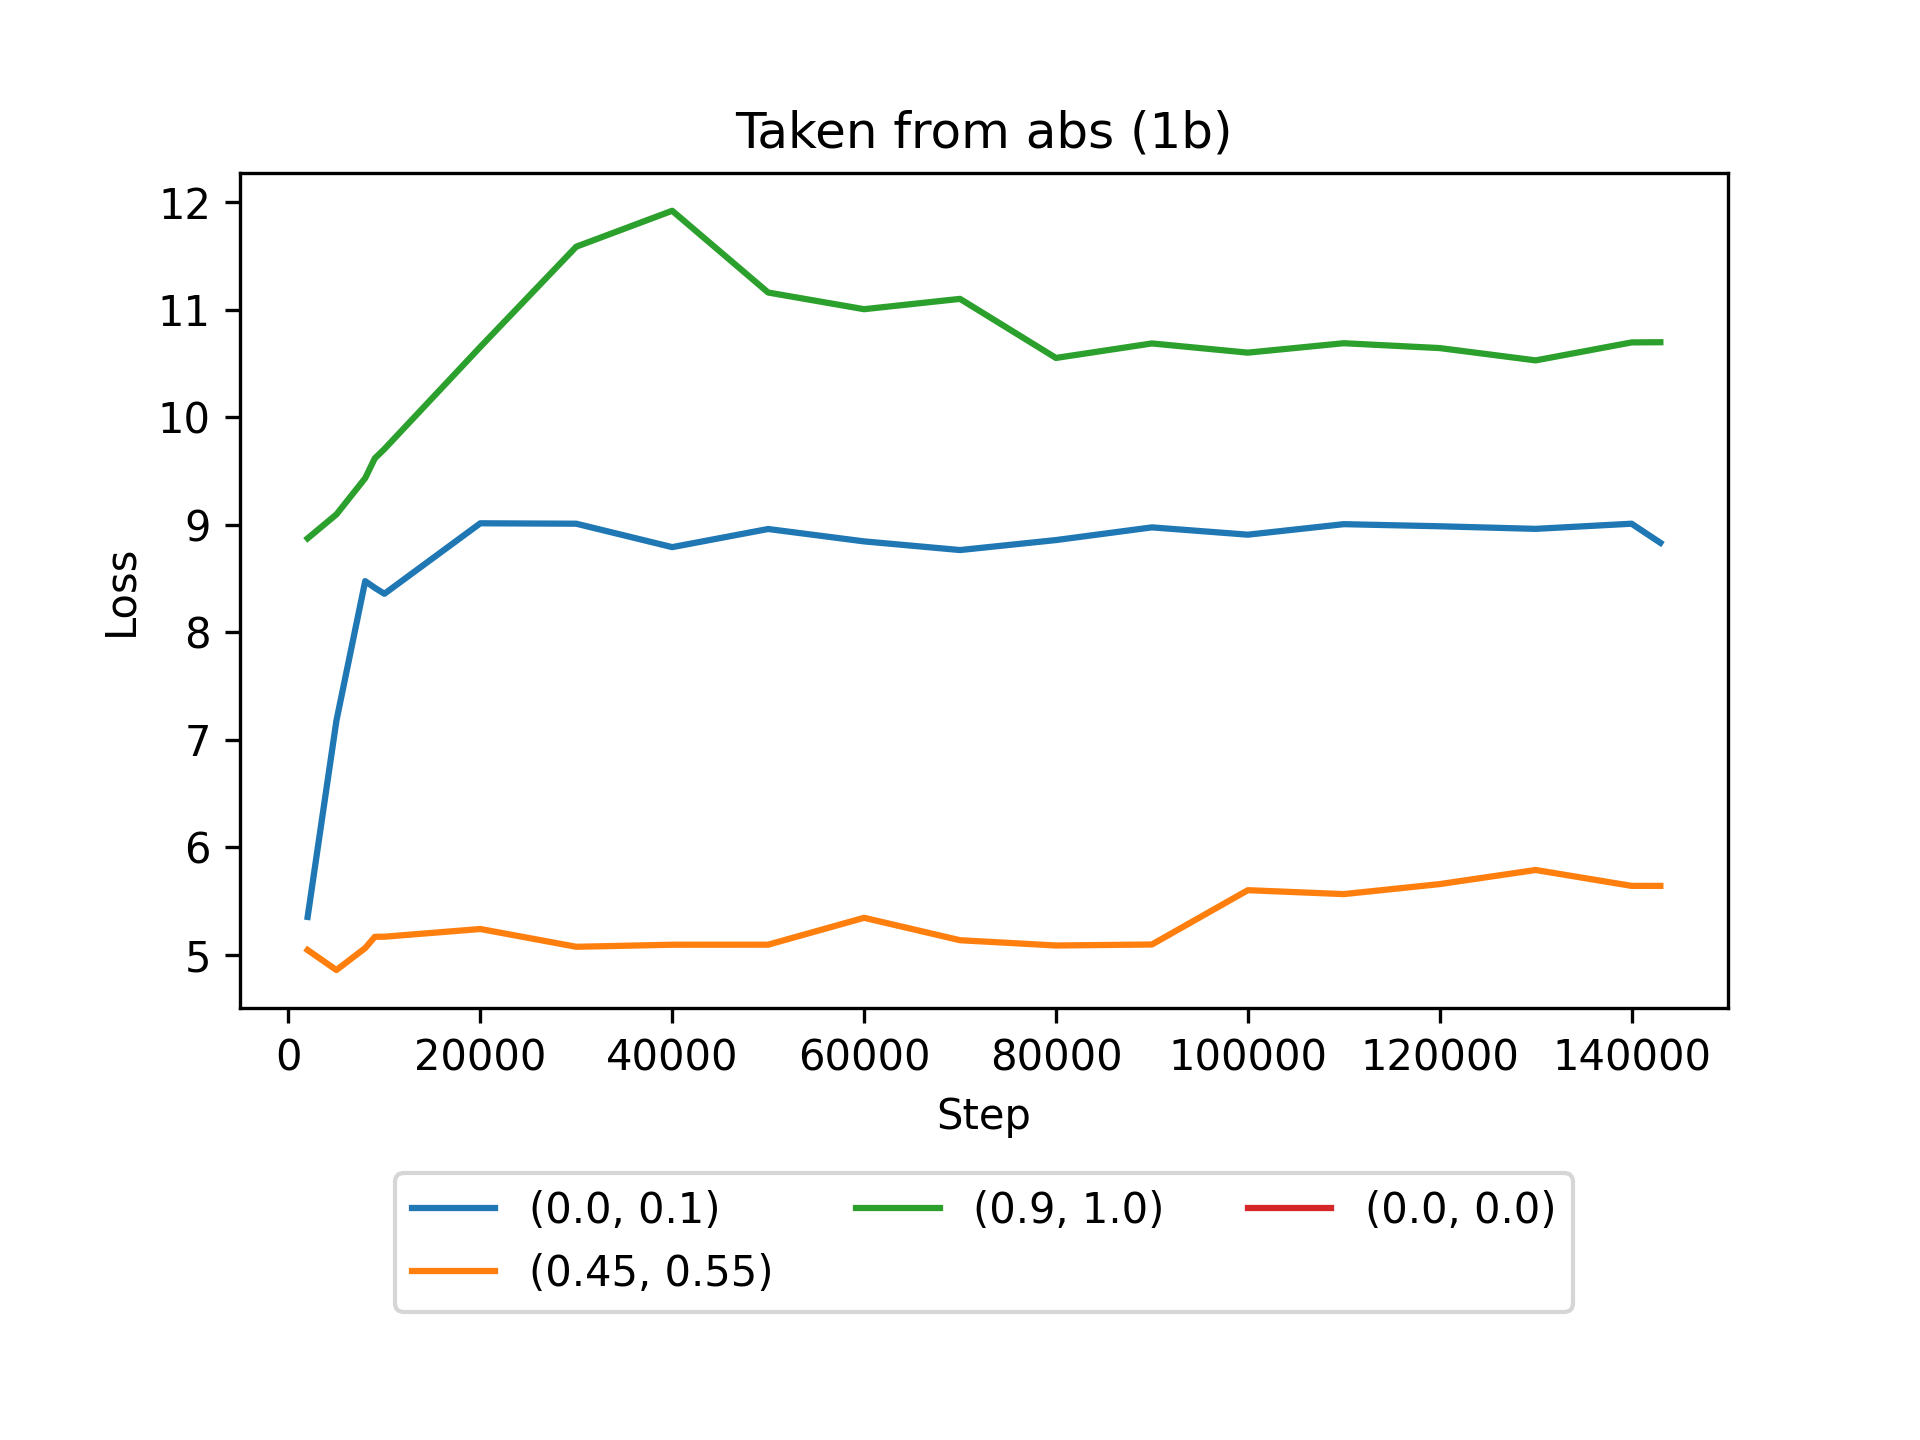 Taken from abs (1b)
12
11
10
9
8
7
6
5
Loss
0 20000 40000 60000 80000 100000 120000 140000
Step
(0.0, 0.1) (0.9, 1.0) (0.0, 0.0)
(0.45, 0.55)